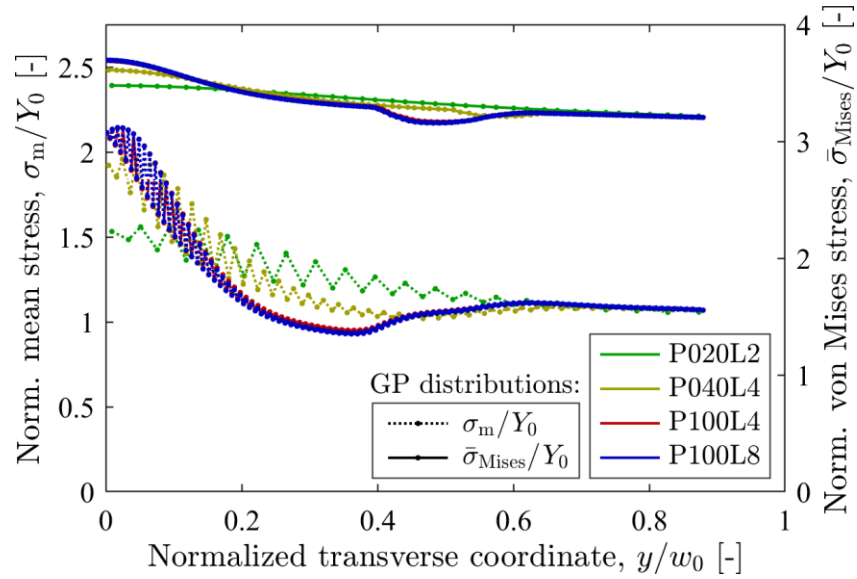 Norm. mean stress, σm/Y0 [-]
2.5
2
1.5
1
0.5
0
4
3
2
1
0
Norm. von Mises stress, σ̄Mises/Y0 [-]
GP distributions:
σm/Y0
σ̄Mises/Y0
P020L2
P040L4
P100L4
P100L8
0 0.2 0.4 0.6 0.8 1
Normalized transverse coordinate, y/w0 [-]